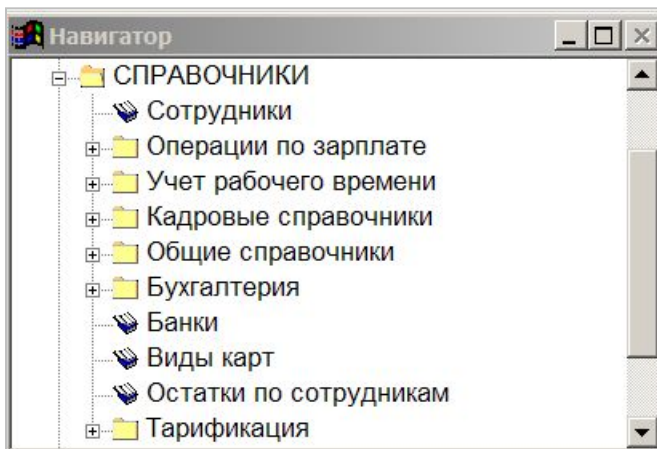 Навигатор
СПРАВОЧНИКИ
Сотрудники
Операции по зарплате
Учет рабочего времени
Кадровые справочники
Общие справочники
Бухгалтерия
Банки
Виды карт
Остатки по сотрудникам
Тарификация